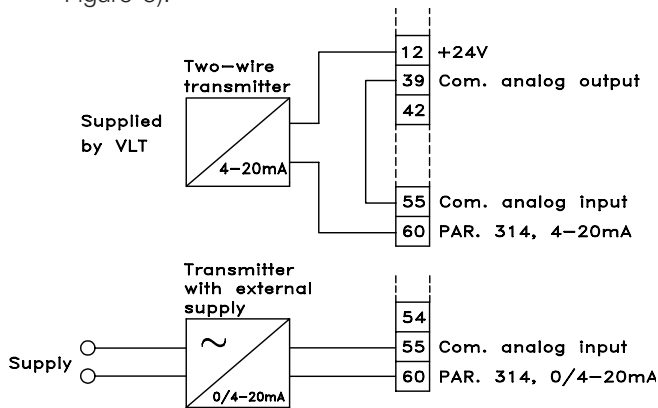 Figure 3).
12 +24V
Two-wire
transmitter
39 Com. analog output
42
Supplied
by VLT
4-20mA
55 Com. analog input
60 PAR. 314, 4-20mA
Transmitter
with external
supply
54
~
Supply
55 Com. analog input
60 PAR. 314, 0/4-20mA
0/4-20mA